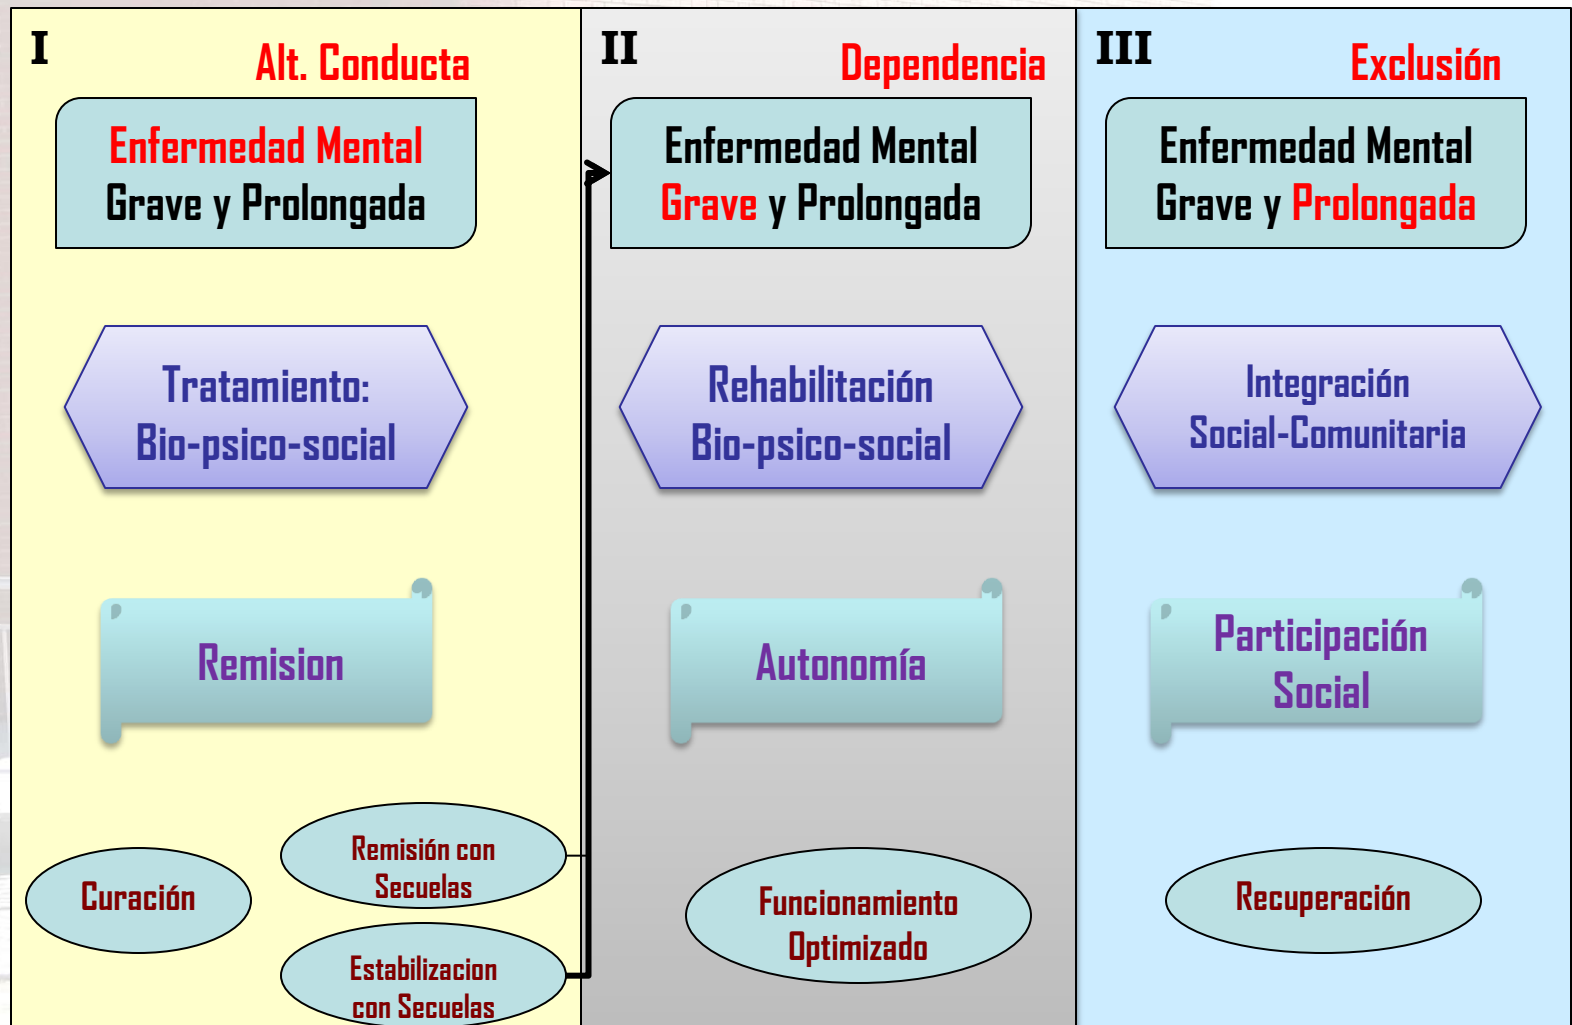 I
Alt. Conducta
Enfermedad Mental
Grave y Prolongada
Tratamiento:
Bio-psico-social
Remision
Curación
Remisión con
Secuelas
Estabilizacion
con Secuelas
II
Dependencia
Enfermedad Mental
Grave y Prolongada
Rehabilitación
Bio-psico-social
Autonomía
Funcionamiento
Optimizado
III
Exclusión
Enfermedad Mental
Grave y Prolongada
Integración
Social-Comunitaria
Participación
Social
Recuperación